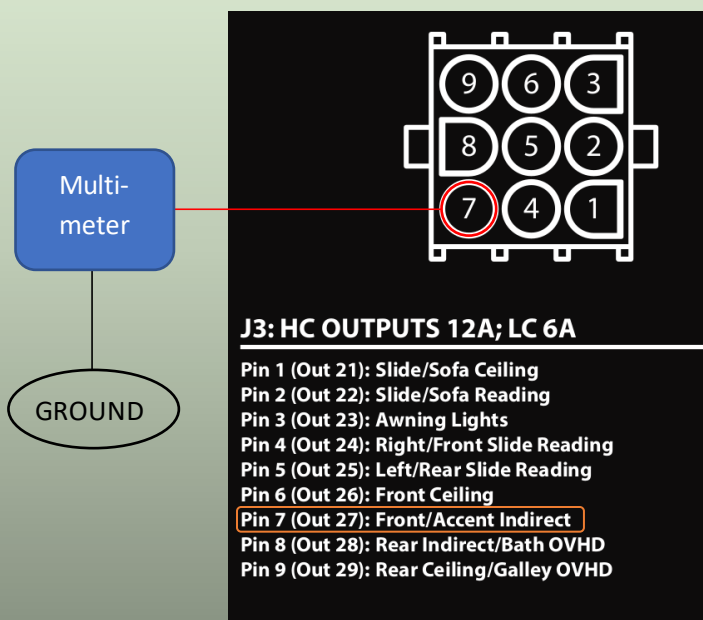 9 6 3
8 5 2
7 4 1
Multi-
meter
GROUND
J3: HC OUTPUTS 12A; LC 6A
Pin 1 (Out 21): Slide/Sofa Ceiling
Pin 2 (Out 22): Slide/Sofa Reading
Pin 3 (Out 23): Awning Lights
Pin 4 (Out 24): Right/Front Slide Reading
Pin 5 (Out 25): Left/Rear Slide Reading
Pin 6 (Out 26): Front Ceiling
Pin 7 (Out 27): Front/Accent Indirect
Pin 8 (Out 28): Rear Indirect/Bath OVHD
Pin 9 (Out 29): Rear Ceiling/Galley OVHD